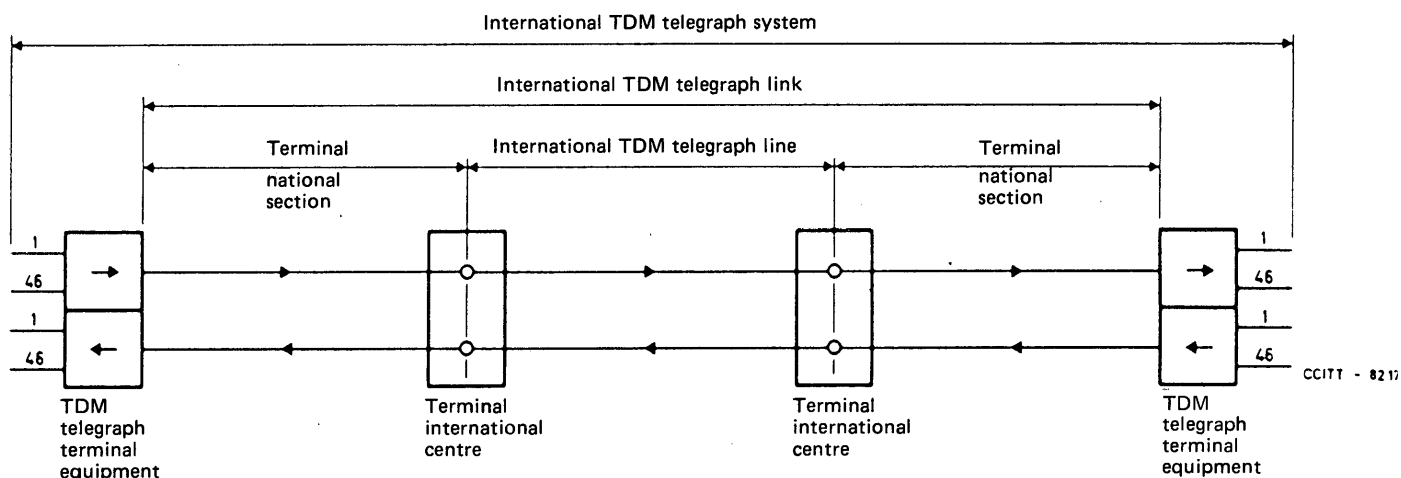 International TDM telegraph system
International TDM telegraph link
Terminal
national
section
International TDM telegraph line
Terminal
national
section
1
46
1
46
1
46
1
46
TDM
telegraph
terminal
equipment
Terminal
international
centre
Terminal
international
centre
TDM
telegraph
terminal
equipment
CCITT - 8217